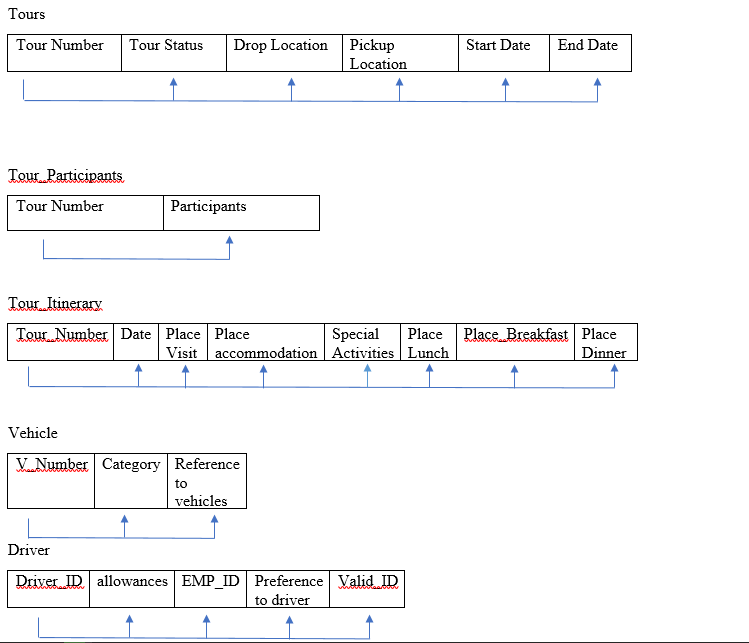 Tours
Tour Number Tour Status Drop Location Pickup Location Start Date End Date
Tour_Participants
Tour Number Participants
Tour_Itinerary
Tour_Number Date Place Visit Place accommodation Special Activities Place Lunch Place_Breakfast Place Dinner
Vehicle
V_Number Category Reference to vehicles
Driver
Driver_ID allowances EMP_ID Preference to driver Valid_ID